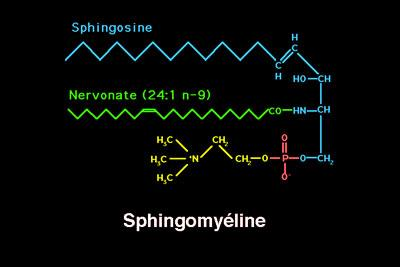 Sphingosine
H
C
C
H
HO CH
Nervonate (24:1 n-9)
CO HN CH
H3C CH2 O
H3C +N CH2 O P O CH2
H3C O-
Sphingomyéline